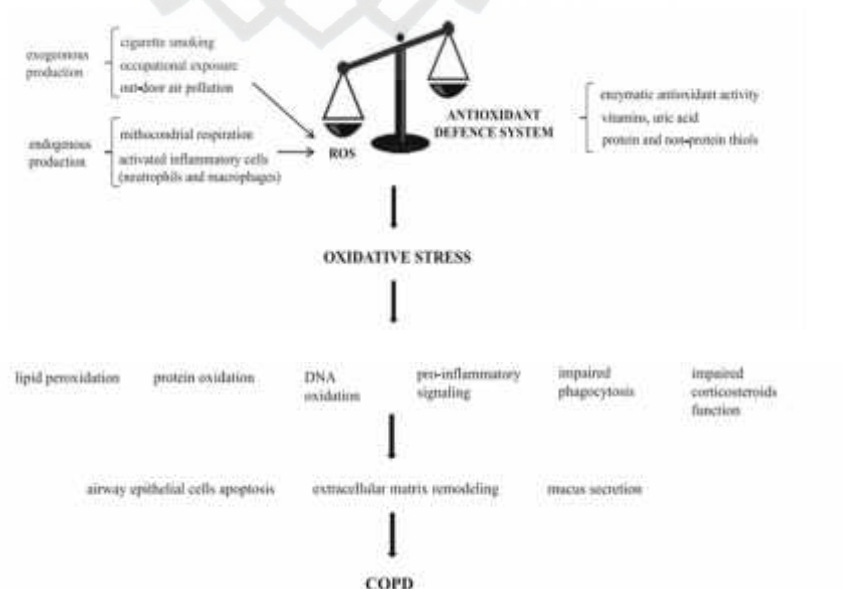 exogenous
production
cigarette smoking
occupational exposure
out-door air pollution
endogenous
production
mithocondrial respiration
activated inflammatory cells
(neutrophils and macrophages)
ROS
ANTIOXIDANT
DEFENCE SYSTEM
enzymatic antioxidant activity
vitamins, uric acid
protein and non-protein thiols
OXIDATIVE STRESS
lipid peroxidation
protein oxidation
DNA
oxidation
pro-inflammatory
signaling
impaired
phagocytosis
impaired
corticosteroids
function
airway epithelial cells apoptosis
extracellular matrix remodeling
mucus secretion
COPD